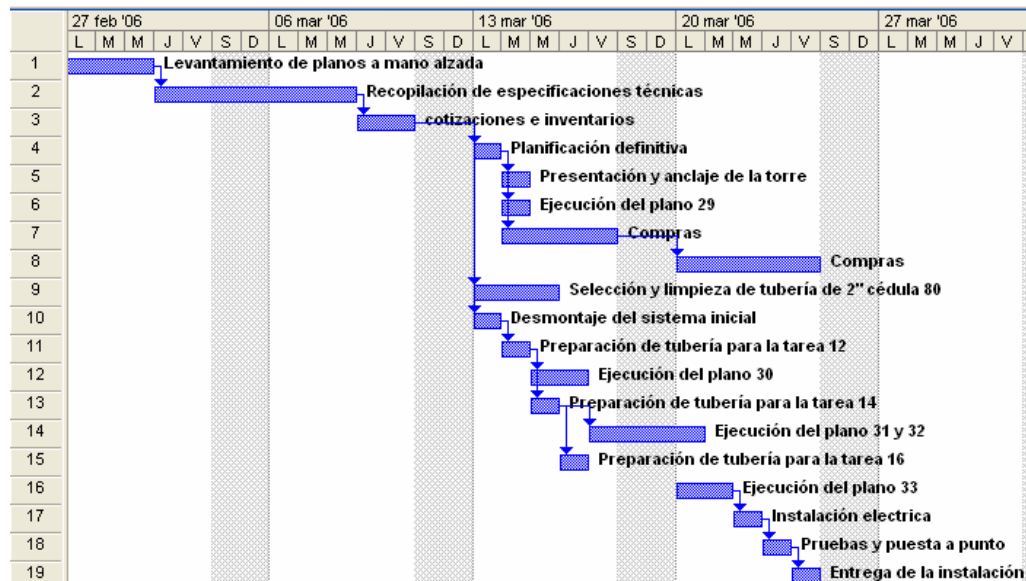 27 feb '06 06 mar '06 13 mar '06 20 mar '06 27 mar '06
L M M J V S D L M M J V S D L M M J V S D L M M J V S D L M M J V
1 Levantamiento de planos a mano alzada
2 Recopilación de especificaciones técnicas
3 cotizaciones e inventarios
4 Planificación definitiva
5 Presentación y anclaje de la torre
6 Ejecución del plano 29
7 Compras
8 Compras
9 Selección y limpieza de tubería de 2" cédula 80
10 Desmontaje del sistema inicial
11 Preparación de tubería para la tarea 12
12 Ejecución del plano 30
13 Preparación de tubería para la tarea 14
14 Ejecución del plano 31 y 32
15 Preparación de tubería para la tarea 16
16 Ejecución del plano 33
17 Instalación electrica
18 Pruebas y puesta a punto
19 Entrega de la instalación